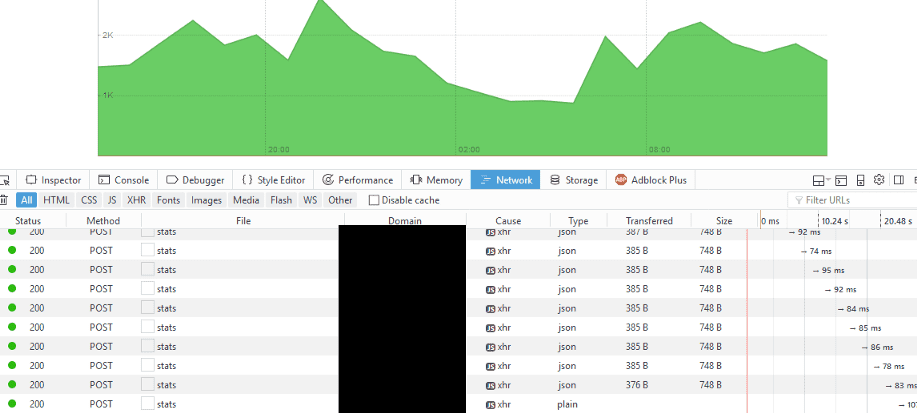 2K
1K
20:00 02:00 08:00
Inspector Console Debugger Style Editor Performance Memory Network Storage ABP Adblock Plus
All HTML CSS JS XHR Fonts Images Media Flash WS Other Disable cache Filter URLs
Status Method File Domain Cause Type Transferred Size 0 ms 10.24 s 20.48 s
200 POST stats JS xhr json 387 B 748 B → 92 ms
200 POST stats JS xhr json 385 B 748 B → 74 ms
200 POST stats JS xhr json 385 B 748 B → 95 ms
200 POST stats JS xhr json 385 B 748 B → 92 ms
200 POST stats JS xhr json 385 B 748 B → 84 ms
200 POST stats JS xhr json 385 B 748 B → 85 ms
200 POST stats JS xhr json 385 B 748 B → 86 ms
200 POST stats JS xhr json 385 B 748 B → 78 ms
200 POST stats JS xhr json 376 B 748 B → 83 ms
200 POST stats JS xhr plain → 107